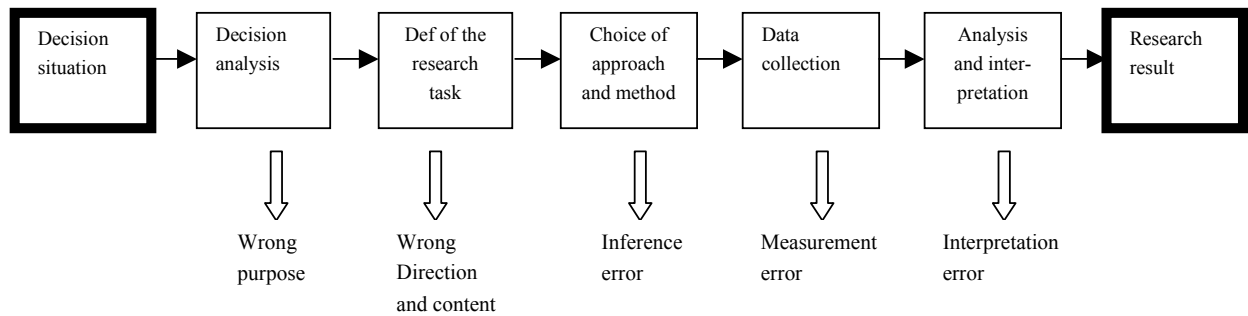 Decision
situation
Decision
analysis
Def of the
research
task
Choice of
approach
and method
Data
collection
Analysis
and inter-
pretation
Research
result
Wrong
purpose
Wrong
Direction
and content
Inference
error
Measurement
error
Interpretation
error